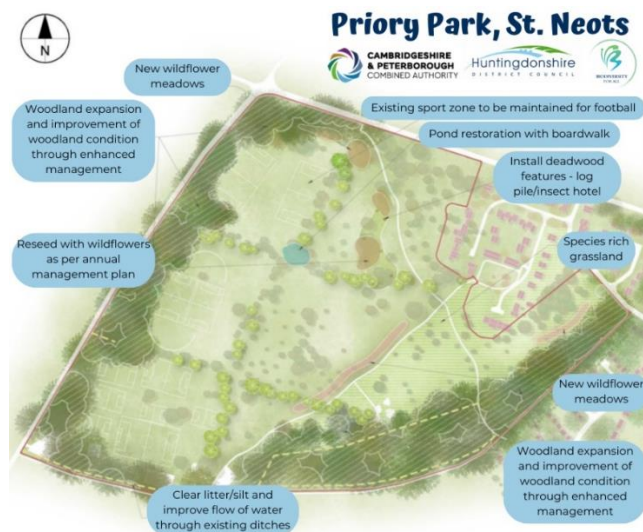 Priory Park, St. Neots
N
CAMBRIDGESHIRE
& PETERBOROUGH
COMBINED AUTHORITY
Huntingdonshire
DISTRICT COUNCIL
BIODIVERSITY
FOR ALL
New wildflower
meadows
Existing sport zone to be maintained for football
Woodland expansion
and improvement of
woodland condition
through enhanced
management
Pond restoration with boardwalk
Install deadwood
features - log
pile/insect hotel
Reseed with wildflowers
as per annual
management plan
Species rich
grassland
New wildflower
meadows
Woodland expansion
and improvement of
woodland condition
through enhanced
management
Clear litter/silt and
improve flow of water
through existing ditches